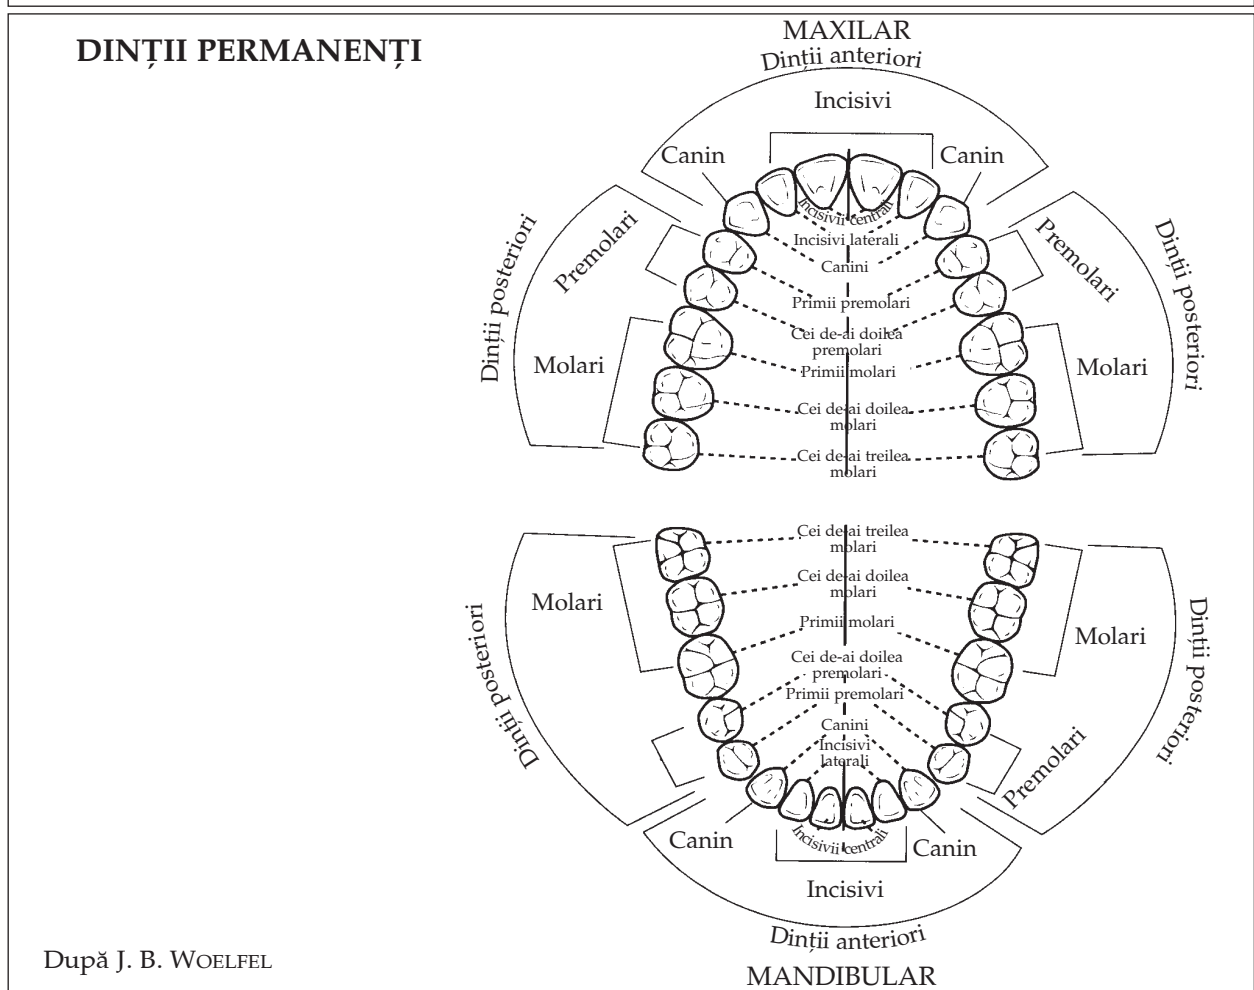 DINȚII PERMANENȚI
MAXILAR
Dinții anteriori
Incisivi
Canin
Canin
Dinții posteriori
Premolari
Molari
Premolari
Dinții posteriori
Molari
Incisivii centrali
Incisivi laterali
Canini
Primii premolari
Cei de-ai doilea
premolari
Primii molari
Cei de-ai doilea
molari
Cei de-ai treilea
molari
Cei de-ai treilea
molari
Cei de-ai doilea
molari
Primii molari
Cei de-ai doilea
premolari
Primii premolari
Canini
Incisivi
laterali
Incisivii centrali
Molari
Dinții posteriori
Molari
Dinții posteriori
Premolari
Canin
Canin
Incisivi
Dinții anteriori
MANDIBULAR
După J. B. WOELFEL